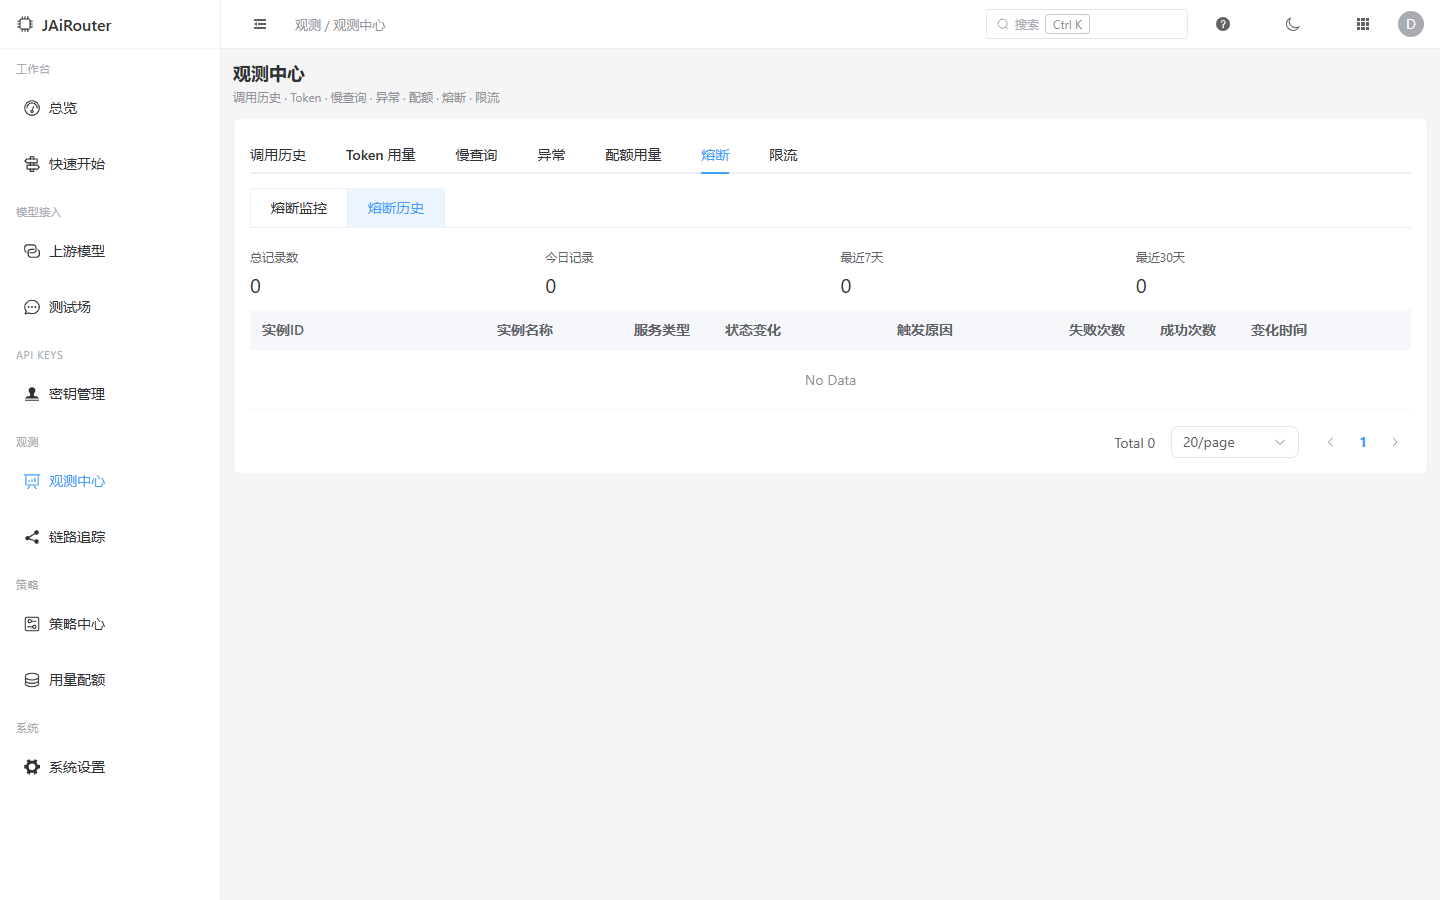 JAiRouter
观测 / 观测中心
搜索 Ctrl K
?
D
工作台
总览
快速开始
模型接入
上游模型
测试场
API KEYS
密钥管理
观测
观测中心
链路追踪
策略
策略中心
用量配额
系统
系统设置
观测中心
调用历史 · Token · 慢查询 · 异常 · 配额 · 熔断 · 限流
调用历史 Token 用量 慢查询 异常 配额用量 熔断 限流
熔断监控 熔断历史
总记录数 今日记录 最近7天 最近30天
0 0 0 0
实例ID 实例名称 服务类型 状态变化 触发原因 失败次数 成功次数 变化时间
No Data
Total 0 20/page 1